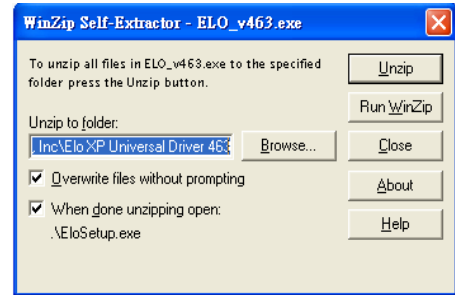 WinZip Self-Extractor - ELO_v463.exe
To unzip all files in ELO_v463.exe to the specified
folder press the Unzip button.
Unzip to folder:
, Inc\Elo XP Universal Driver 463
Browse...
Overwrite files without prompting
When done unzipping open:
.\EloSetup.exe
Unzip
Run WinZip
Close
About
Help